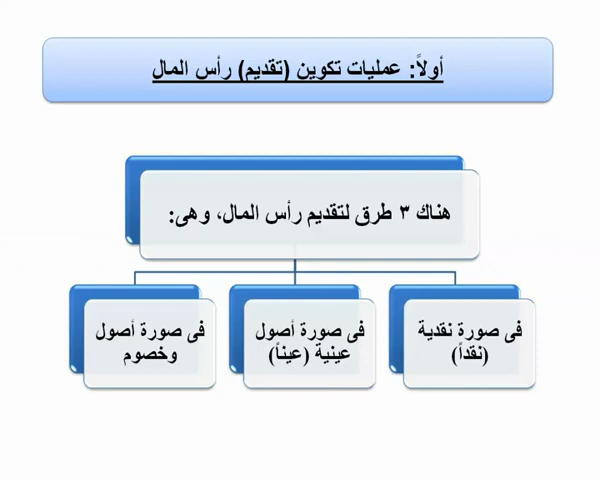 أولاً: عمليات تكوين (تقديم) رأس المال
هناك ٣ طرق لتقديم رأس المال، وهى:
فى صورة نقدية
(نقداً)
فى صورة أصول
عينية (عيناً)
فى صورة أصول
وخصوم